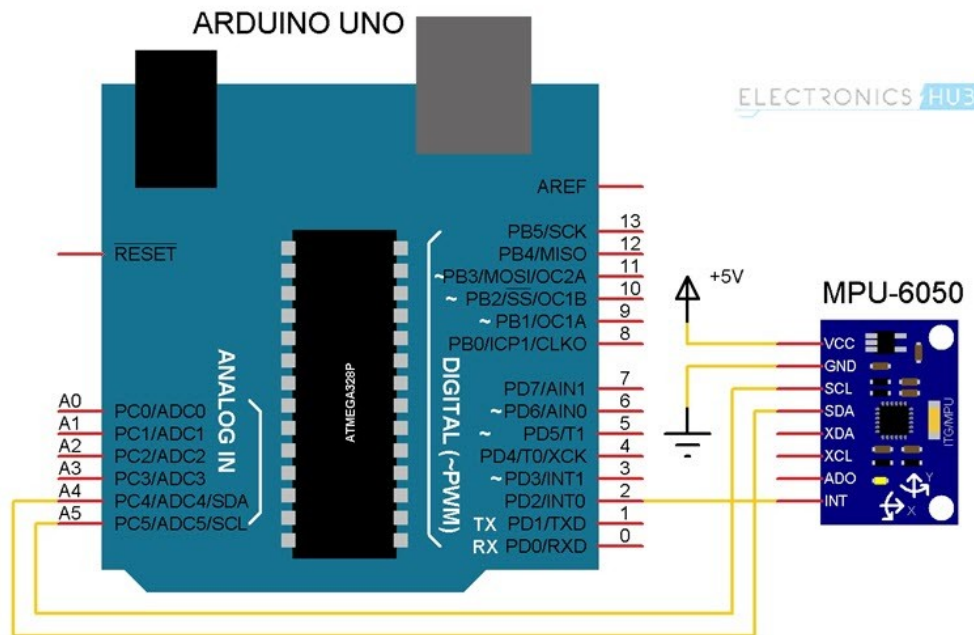 ARDUINO UNO
ELECTRONICS HUB
AREF
RESET
PB5/SCK 13
PB4/MISO 12
~PB3/MOSI/OC2A 11
~ PB2/SS/OC1B 10
~ PB1/OC1A 9
PB0/ICP1/CLKO 8
PD7/AIN1 7
~PD6/AIN0 6
~ PD5/T1 5
PD4/T0/XCK 4
~PD3/INT1 3
PD2/INT0 2
TX PD1/TXD 1
RX PD0/RXD 0
DIGITAL (~PWM)
ATMEGA328P
ANALOG IN
A0 PC0/ADC0
A1 PC1/ADC1
A2 PC2/ADC2
A3 PC3/ADC3
A4 PC4/ADC4/SDA
A5 PC5/ADC5/SCL
+5V
MPU-6050
VCC
GND
SCL
SDA
XDA
XCL
ADO
INT
ITG/MPU
Y
X